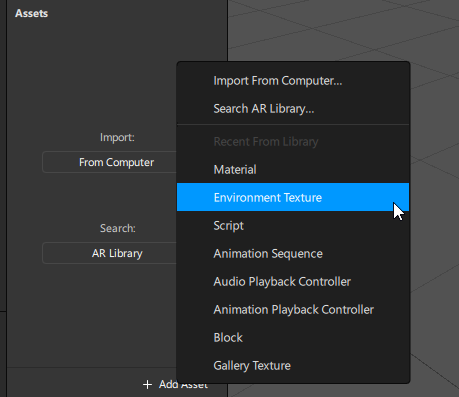 Assets
Import:
From Computer
Search:
AR Library
Import From Computer...
Search AR Library...
Recent From Library
Material
Environment Texture
Script
Animation Sequence
Audio Playback Controller
Animation Playback Controller
Block
Gallery Texture
+ Add Asset